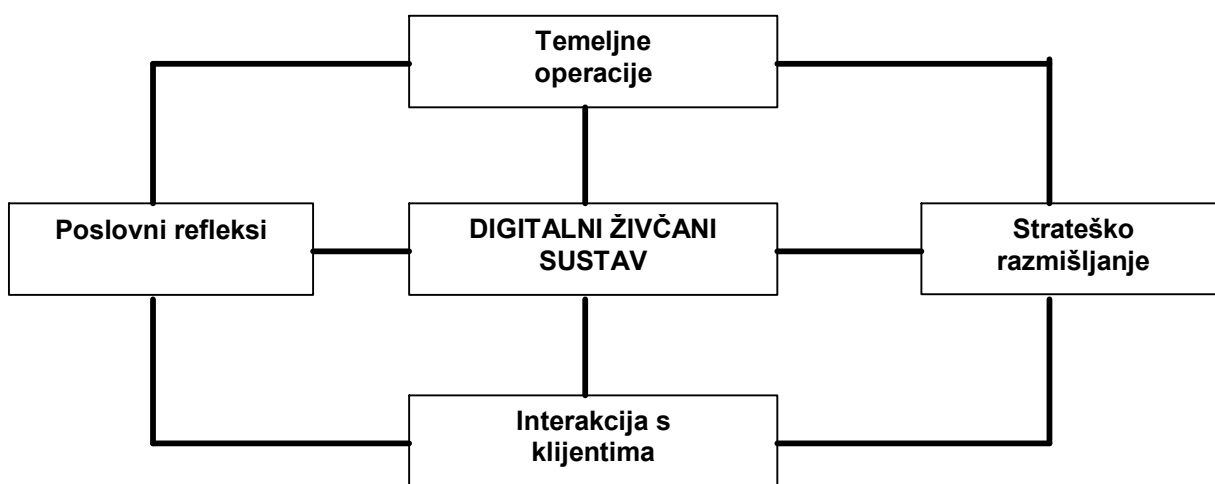 Temeljne
operacije
Poslovni refleksi
DIGITALNI ŽIVČANI
SUSTAV
Strateško
razmišljanje
Interakcija s
klijentima